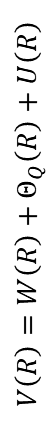 V(R) = W(R) + Θ_Q(R) + U(R)